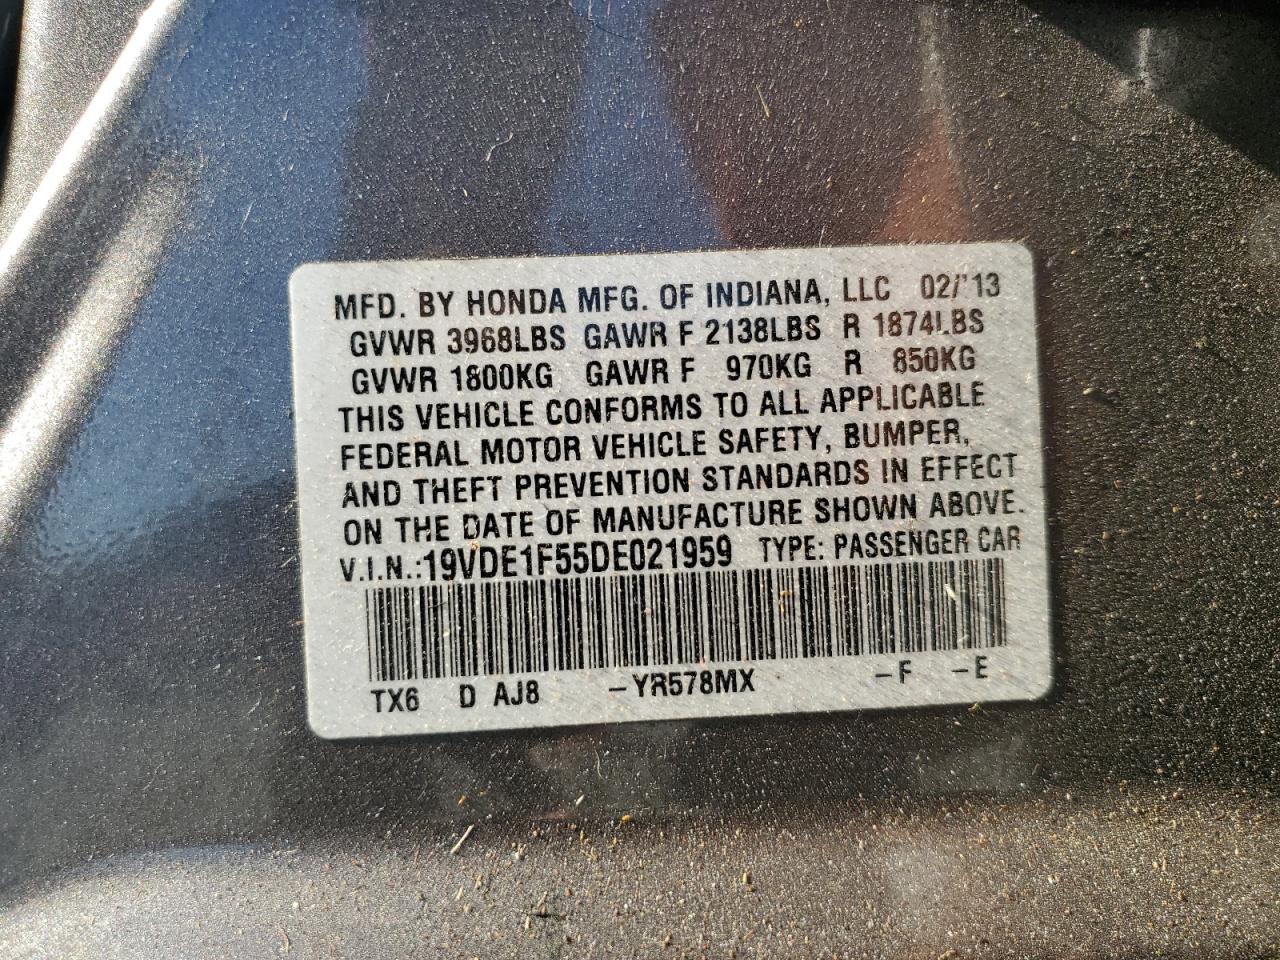 MFD. BY HONDA MFG. OF INDIANA, LLC 02/'13
GVWR 3968LBS GAWR F 2138LBS R 1874LBS
GVWR 1800KG GAWR F 970KG R 850KG
THIS VEHICLE CONFORMS TO ALL APPLICABLE
FEDERAL MOTOR VEHICLE SAFETY, BUMPER,
AND THEFT PREVENTION STANDARDS IN EFFECT
ON THE DATE OF MANUFACTURE SHOWN ABOVE.
V.I.N.:19VDE1F55DE021959 TYPE: PASSENGER CAR
TX6 D AJ8 -YR578MX -F -E